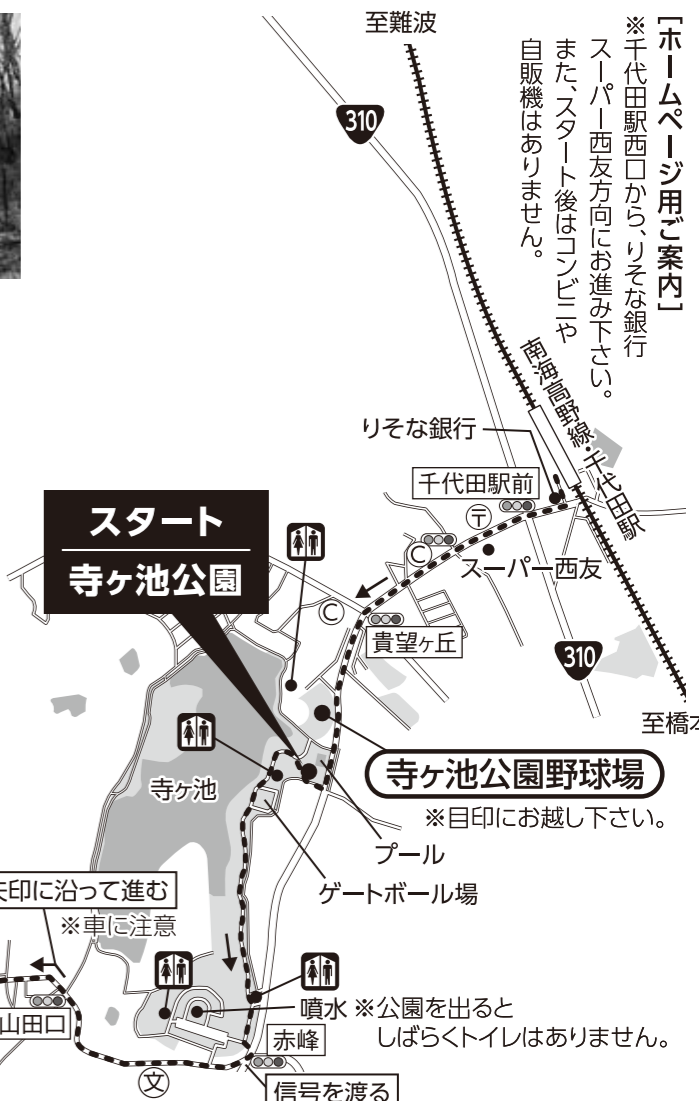 [ホームページ用ご案内]
※千代田駅西口から、りそな銀行
スーパー西友方向にお進み下さい。
また、スタート後はコンビニや
自販機はありません。
至難波
310
南海高野線・千代田駅
りそな銀行
千代田駅前
〒
C
スーパー西友
スタート
寺ヶ池公園
C
貴望ヶ丘
310
至橋本
寺ヶ池公園野球場
※目印にお越し下さい。
寺ヶ池
プール
ゲートボール場
矢印に沿って進む
※車に注意
山田口
噴水
※公園を出ると
しばらくトイレはありません。
赤峰
文
信号を渡る